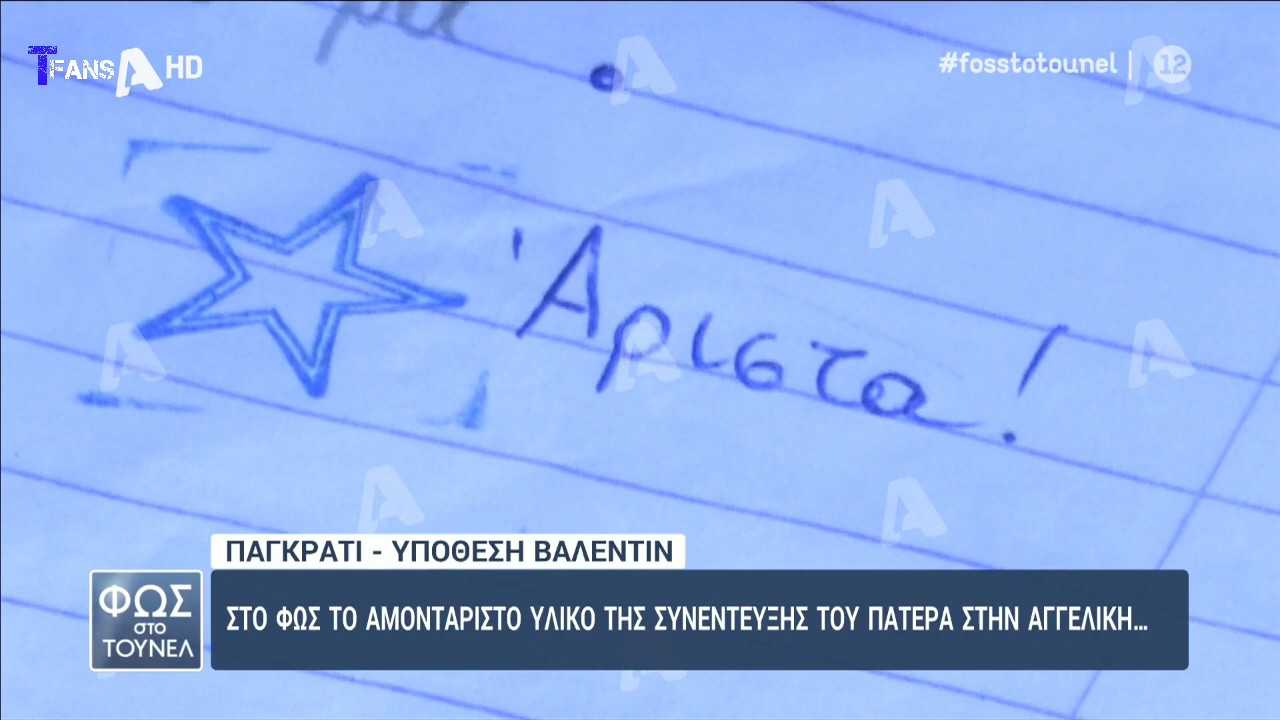 TFANS A HD
#fosstotounel | 12
Άριστα!
ΠΑΓΚΡΑΤΙ - ΥΠΟΘΕΣΗ ΒΑΛΕΝΤΙΝ
ΦΩΣ
στο
ΤΟΥΝΕΛ
ΣΤΟ ΦΩΣ ΤΟ ΑΜΟΝΤΑΡΙΣΤΟ ΥΛΙΚΟ ΤΗΣ ΣΥΝΕΝΤΕΥΞΗΣ ΤΟΥ ΠΑΤΕΡΑ ΣΤΗΝ ΑΓΓΕΛΙΚΗ...